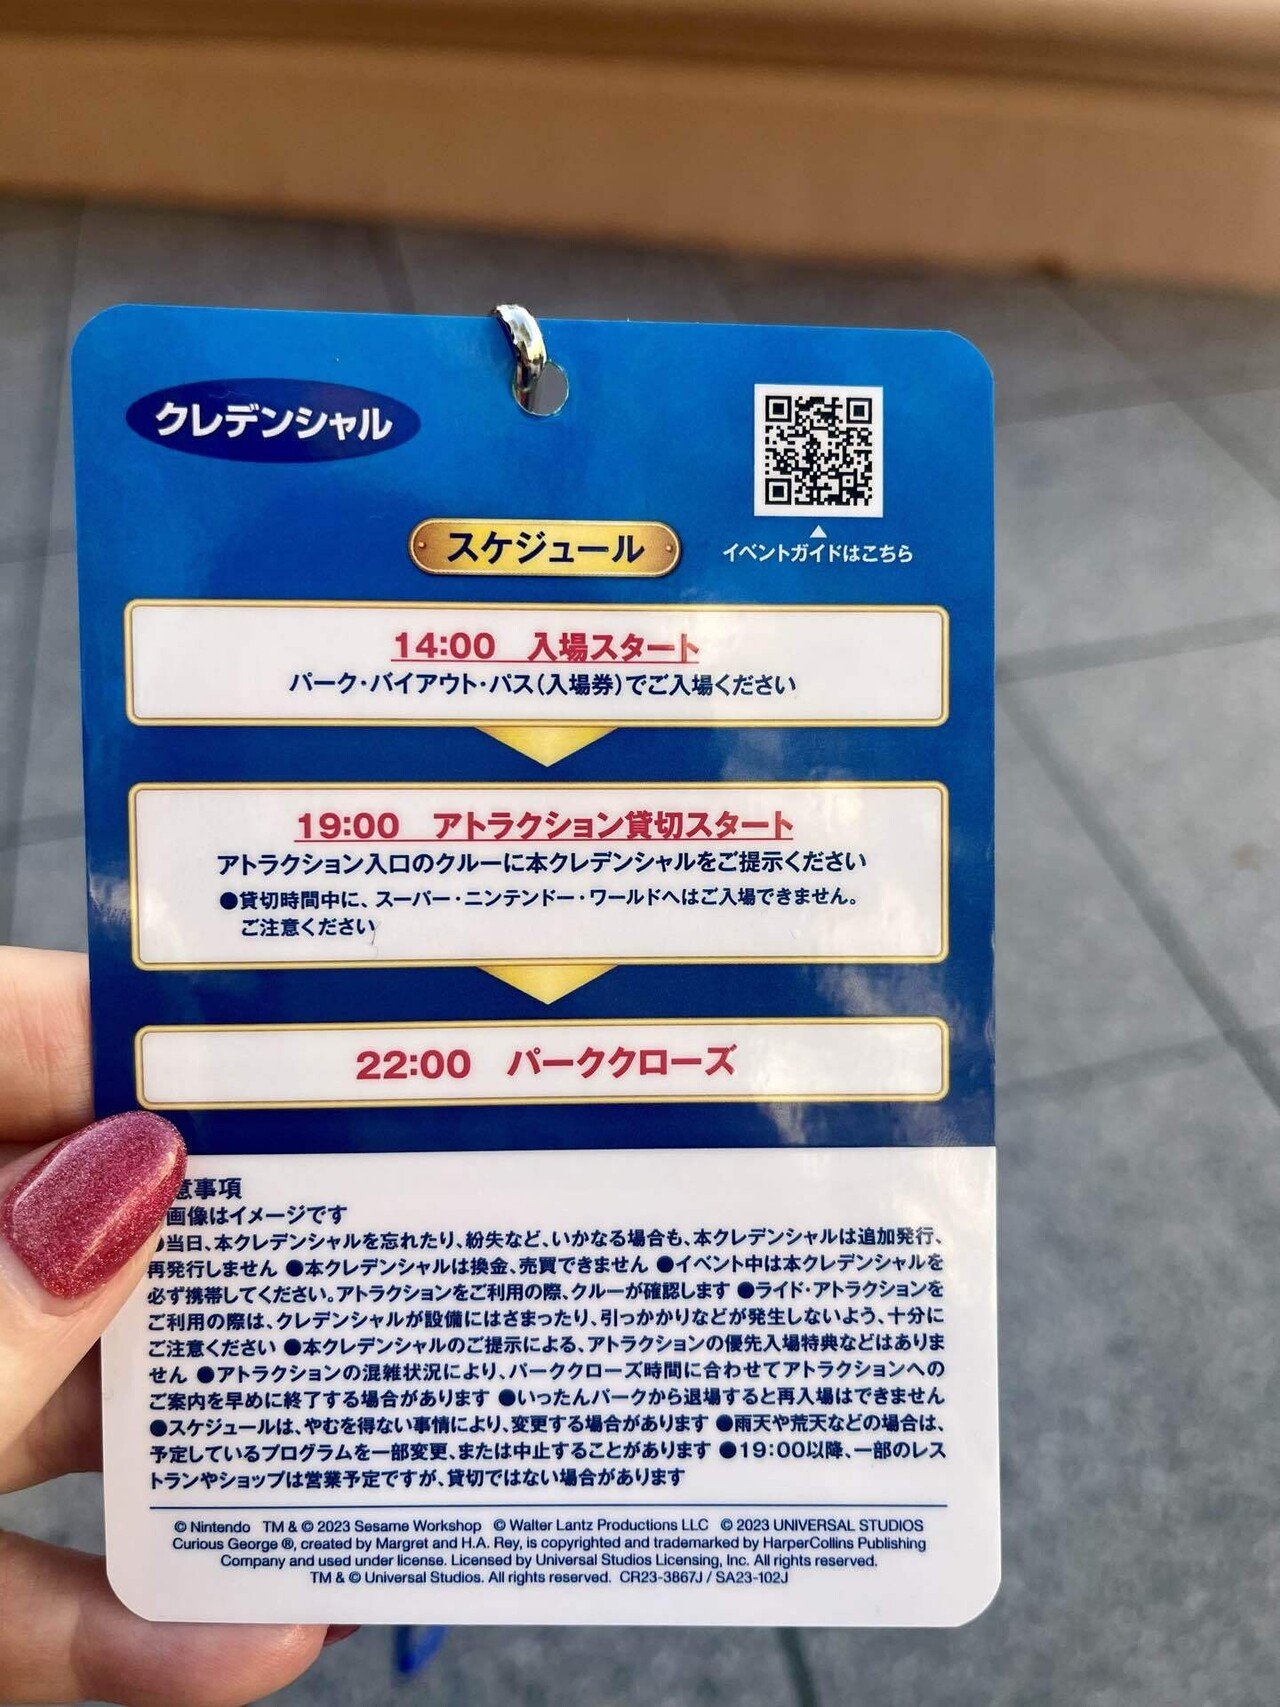 クレデンシャル
イベントガイドはこちら
スケジュール
14:00 入場スタート
パーク・バイアウト・パス(入場券)でご入場ください
19:00 アトラクション貸切スタート
アトラクション入口のクルーに本クレデンシャルをご提示ください
●貸切時間中に、スーパー・ニンテンドー・ワールドへはご入場できません。
ご注意ください
22:00 パーククローズ
意事項
画像はイメージです
●当日、本クレデンシャルを忘れたり、紛失など、いかなる場合も、本クレデンシャルは追加発行、
再発行しません ●本クレデンシャルは換金、売買できません ●イベント中は本クレデンシャルを
必ず携帯してください。アトラクションをご利用の際、クルーが確認します ●ライド・アトラクションを
ご利用の際は、クレデンシャルが設備にはさまったり、引っかかりなどが発生しないよう、十分に
ご注意ください ●本クレデンシャルのご提示による、アトラクションの優先入場特典などはありま
せん ●アトラクションの混雑状況により、パーククローズ時間に合わせてアトラクションへの
ご案内を早めに終了する場合があります ●いったんパークから退場すると再入場はできません
●スケジュールは、やむを得ない事情により、変更する場合があります ●雨天や荒天などの場合は、
予定しているプログラムを一部変更、または中止することがあります ●19:00以降、一部のレス
トランやショップは営業予定ですが、貸切ではない場合があります
© Nintendo TM & © 2023 Sesame Workshop © Walter Lantz Productions LLC © 2023 UNIVERSAL STUDIOS
Curious George ®, created by Margret and H.A. Rey, is copyrighted and trademarked by HarperCollins Publishing
Company and used under license. Licensed by Universal Studios Licensing, Inc. All rights reserved.
TM & © Universal Studios. All rights reserved. CR23-3867J / SA23-102J